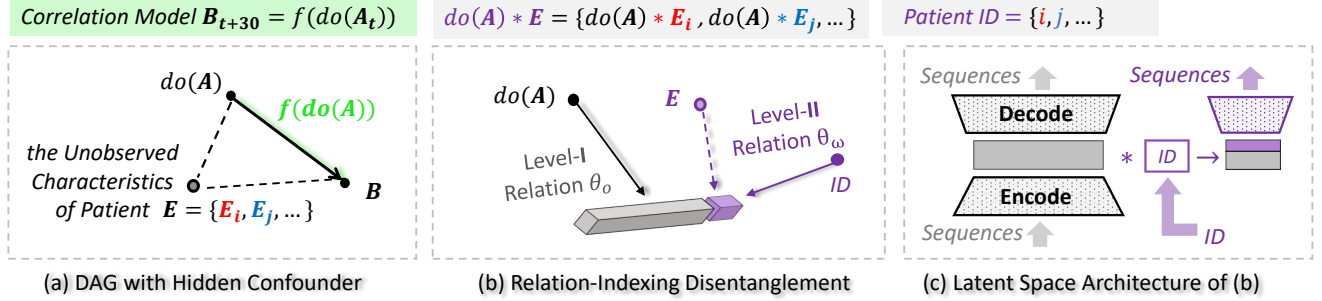 Correlation Model B_{t+30} = f(do(A_t))
do(A) * E = {do(A) * E_i , do(A) * E_j, …}
Patient ID = {i, j, …}
do(A)
f(do(A))
the Unobserved
Characteristics
of Patient E = {E_i, E_j, …}
B
(a) DAG with Hidden Confounder
do(A)
E
Level-I
Relation θ_o
Level-II
Relation θ_ω
ID
(b) Relation-Indexing Disentanglement
Sequences
Sequences
Decode
* ID →
Encode
Sequences
ID
(c) Latent Space Architecture of (b)